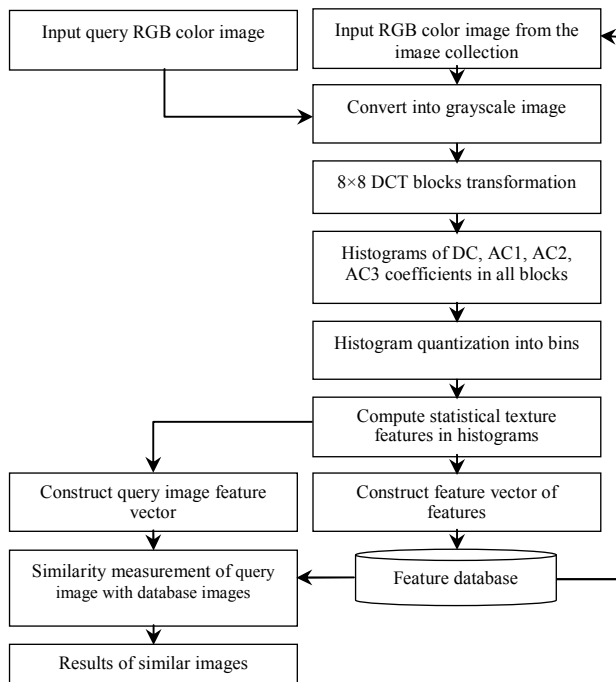 Input query RGB color image
Input RGB color image from the
image collection
Convert into grayscale image
8×8 DCT blocks transformation
Histograms of DC, AC1, AC2,
AC3 coefficients in all blocks
Histogram quantization into bins
Compute statistical texture
features in histograms
Construct query image feature
vector
Construct feature vector of
features
Similarity measurement of query
image with database images
Feature database
Results of similar images